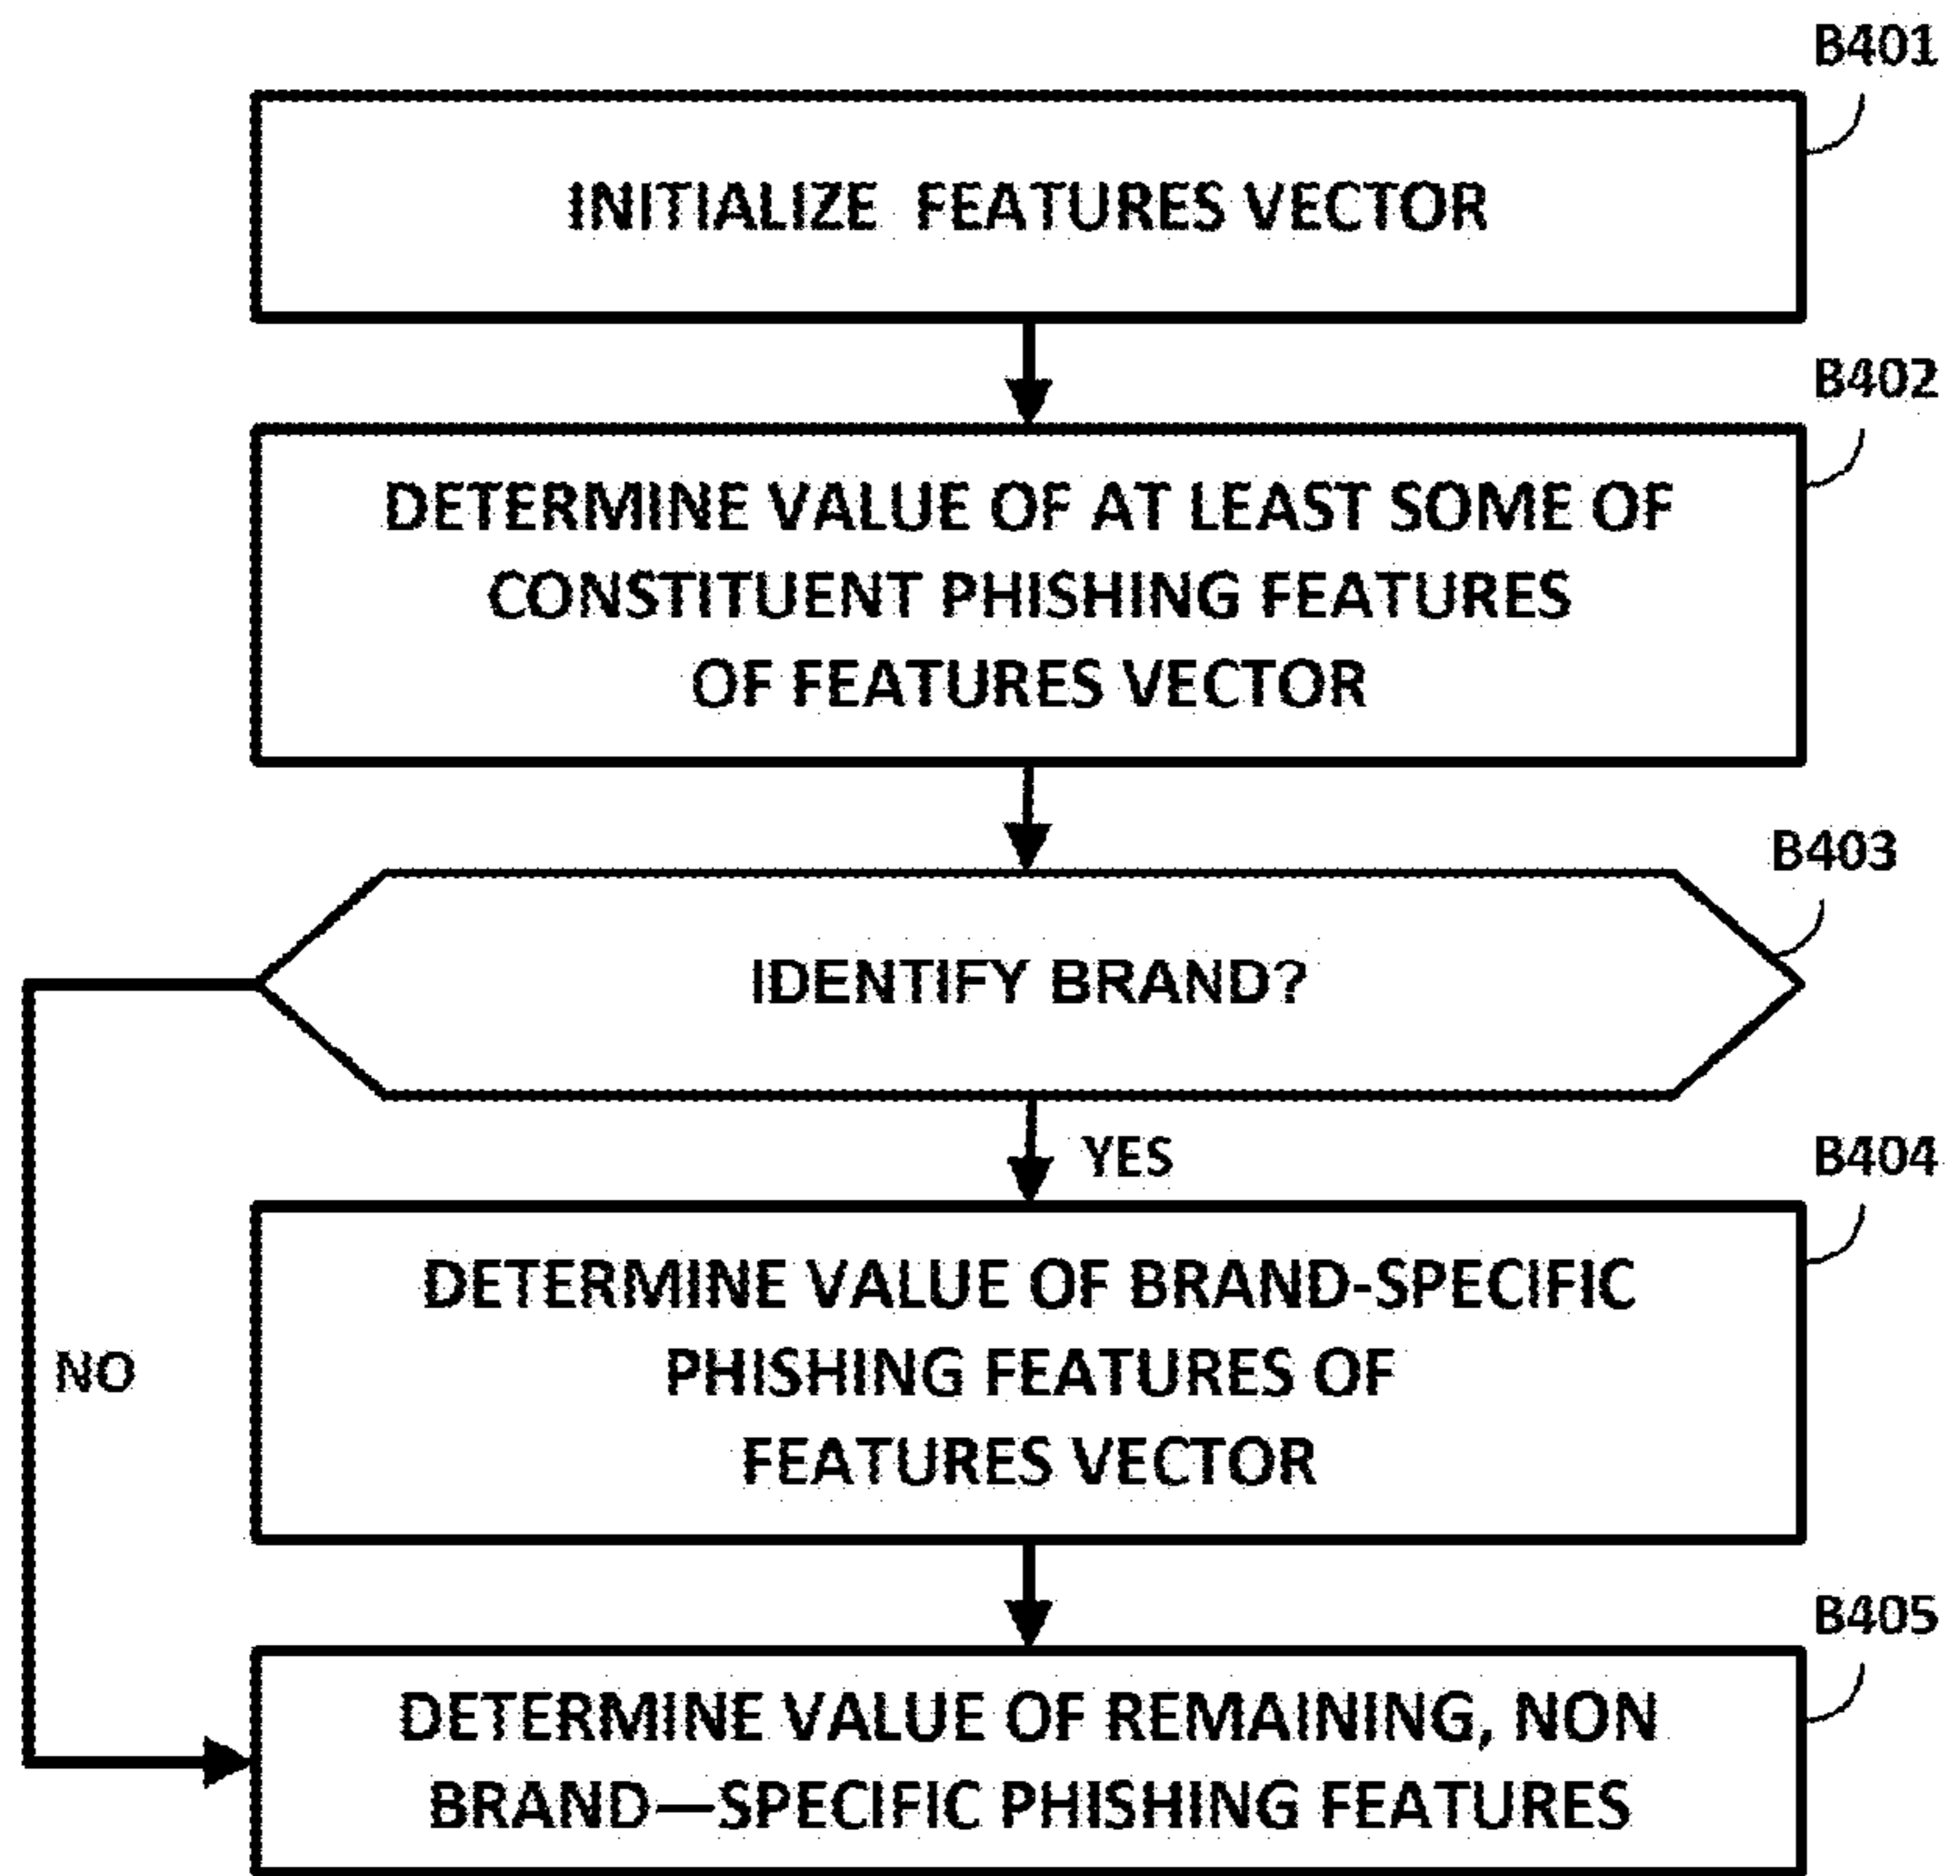 B401
INITIALIZE FEATURES VECTOR
B402
DETERMINE VALUE OF AT LEAST SOME OF
CONSTITUENT PHISHING FEATURES
OF FEATURES VECTOR
B403
IDENTIFY BRAND?
YES
B404
DETERMINE VALUE OF BRAND-SPECIFIC
PHISHING FEATURES OF
FEATURES VECTOR
NO
B405
DETERMINE VALUE OF REMAINING, NON
BRAND—SPECIFIC PHISHING FEATURES